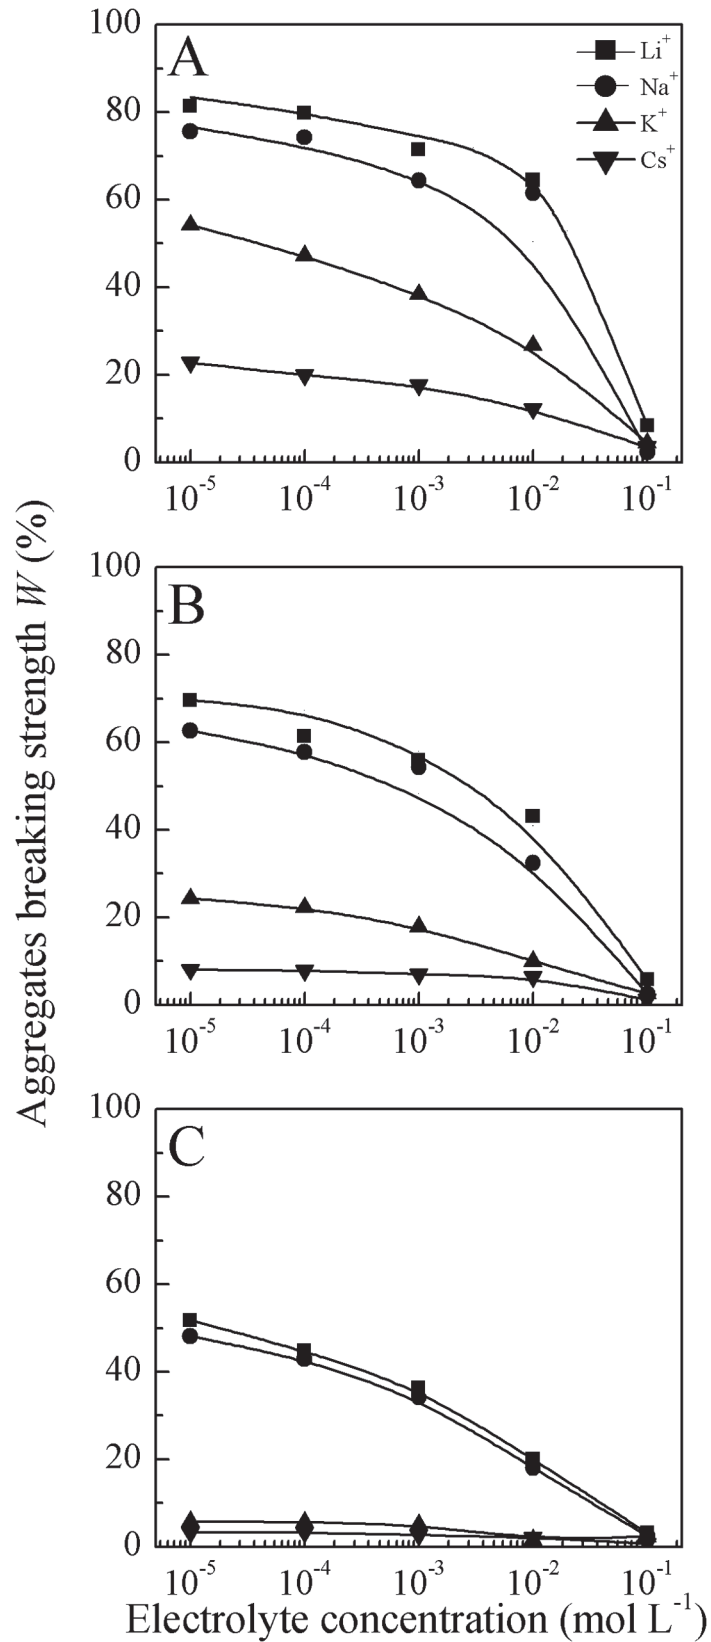 Aggregates breaking strength W (%)
A
Li⁺
Na⁺
K⁺
Cs⁺
100
80
60
40
20
0
10⁻⁵ 10⁻⁴ 10⁻³ 10⁻² 10⁻¹
B
100
80
60
40
20
0
10⁻⁵ 10⁻⁴ 10⁻³ 10⁻² 10⁻¹
C
100
80
60
40
20
0
10⁻⁵ 10⁻⁴ 10⁻³ 10⁻² 10⁻¹
Electrolyte concentration (mol L⁻¹)